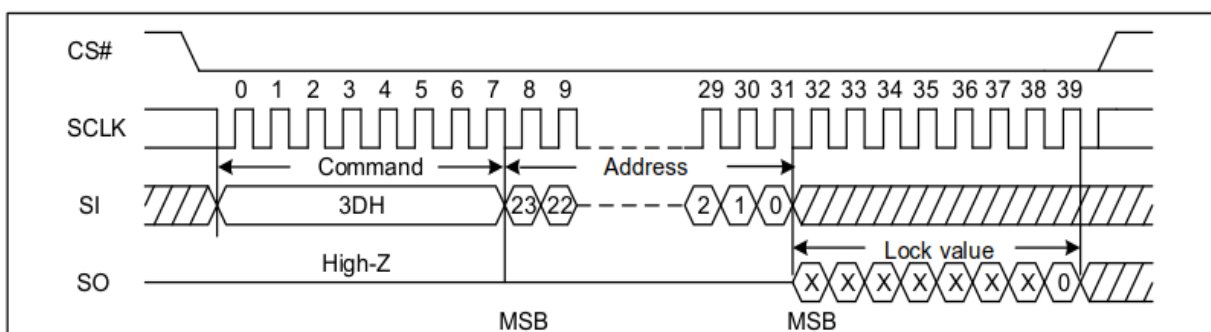 CS#
0 1 2 3 4 5 6 7 8 9 29 30 31 32 33 34 35 36 37 38 39
SCLK
Command Address
SI 3DH 23 22 2 1 0
High-Z Lock value
SO X X X X X X X 0
MSB MSB